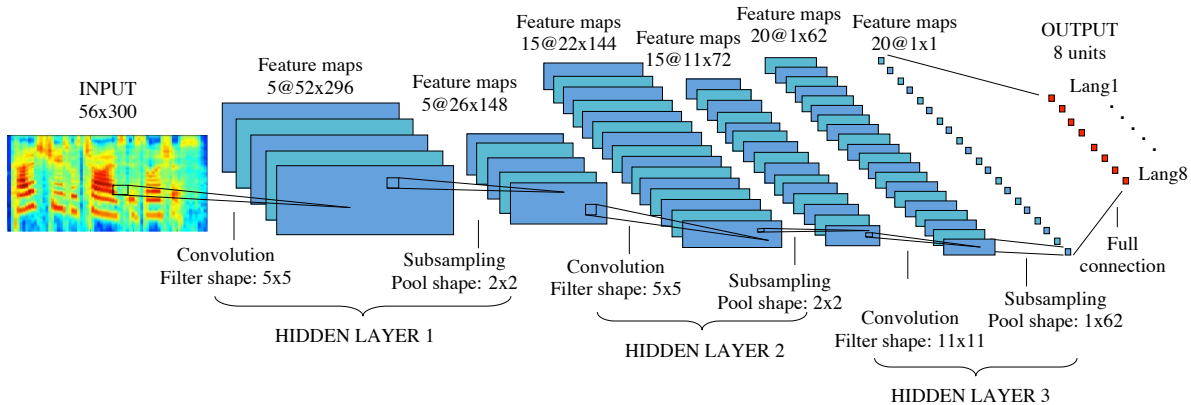 INPUT
56x300
Feature maps
5@52x296
Feature maps
5@26x148
Feature maps
15@22x144
Feature maps
15@11x72
Feature maps
20@1x62
Feature maps
20@1x1
OUTPUT
8 units
Lang1
Lang8
Convolution
Filter shape: 5x5
Subsampling
Pool shape: 2x2
HIDDEN LAYER 1
Convolution
Filter shape: 5x5
Subsampling
Pool shape: 2x2
HIDDEN LAYER 2
Convolution
Filter shape: 11x11
Subsampling
Pool shape: 1x62
HIDDEN LAYER 3
Full
connection